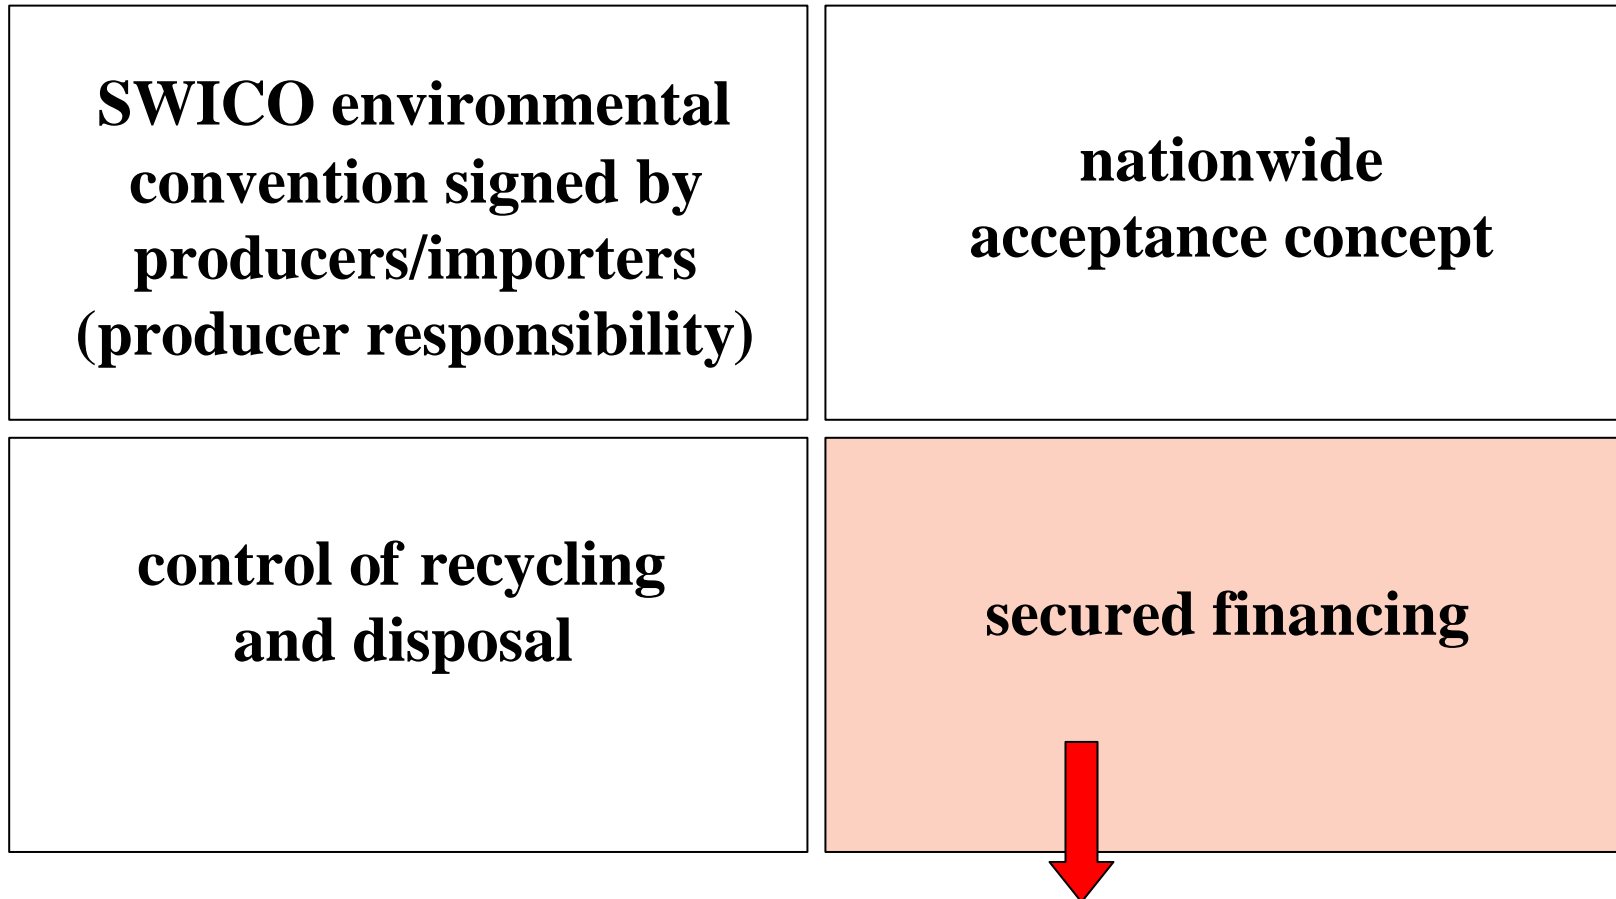 SWICO environmental
convention signed by
producers/importers
(producer responsibility)
nationwide
acceptance concept
control of recycling
and disposal
secured financing